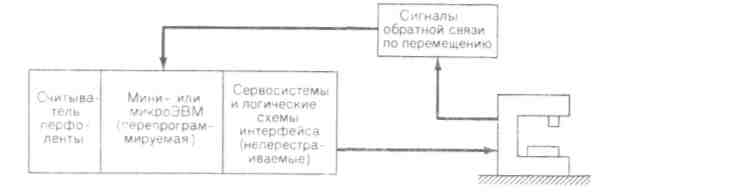 Сигналы
обратной связи
по перемещению
Считыва-
тель
перфо-
ленты
Мини- или
микроЭВМ
(перепрограм-
мируемая)
Сервосистемы
и логические
схемы
интерфейса
(неперестра-
иваемые)